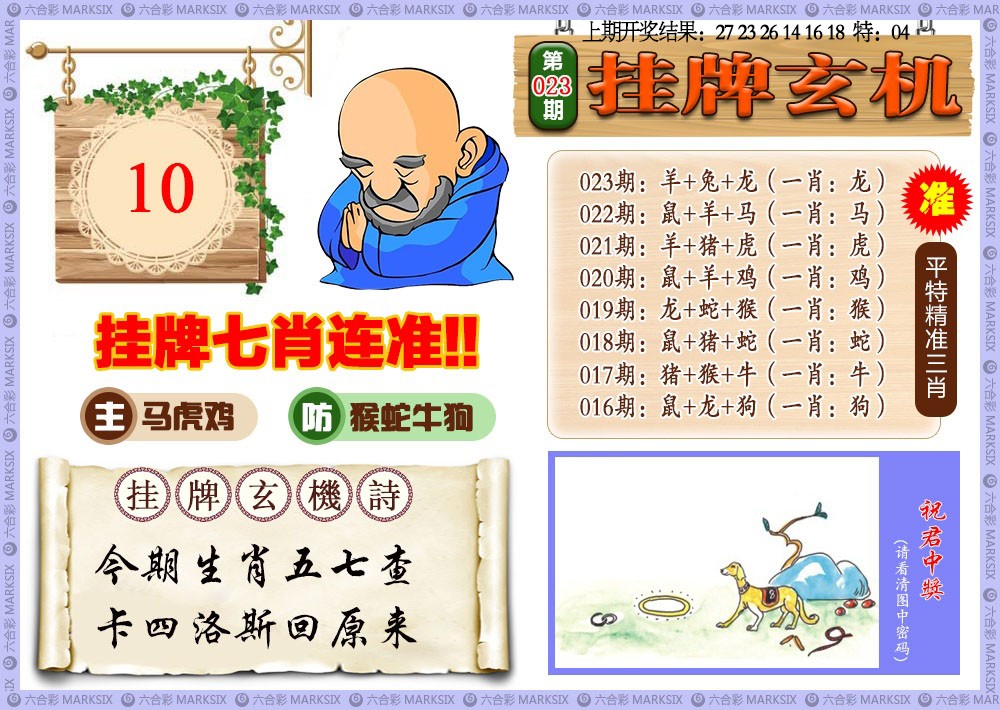 六合彩 MARKSIX
上期开奖结果：27 23 26 14 16 18 特：04
第
023
期
挂牌玄机
10
023期：羊+兔+龙（一肖：龙）
022期：鼠+羊+马（一肖：马）
021期：羊+猪+虎（一肖：虎）
020期：鼠+羊+鸡（一肖：鸡）
019期：龙+蛇+猴（一肖：猴）
018期：鼠+猪+蛇（一肖：蛇）
017期：猪+猴+牛（一肖：牛）
016期：鼠+龙+狗（一肖：狗）
准
平特精准三肖
挂牌七肖连准!!
主 马虎鸡
防 猴蛇牛狗
挂牌玄機詩
今期生肖五七查
卡四洛斯回原来
祝君中獎
（请看清图中密码）
8